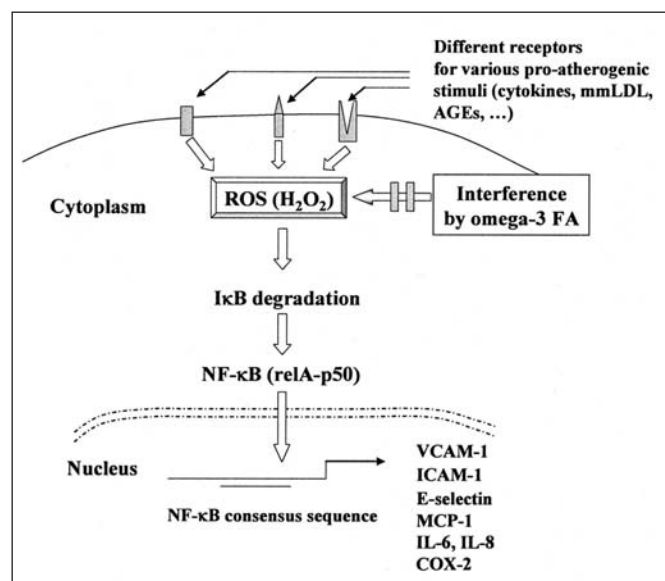 Different receptors
for various pro-atherogenic
stimuli (cytokines, mmLDL,
AGEs, ...)
Cytoplasm
ROS (H₂O₂)
Interference
by omega-3 FA
IκB degradation
NF-κB (relA-p50)
Nucleus
NF-κB consensus sequence
VCAM-1
ICAM-1
E-selectin
MCP-1
IL-6, IL-8
COX-2